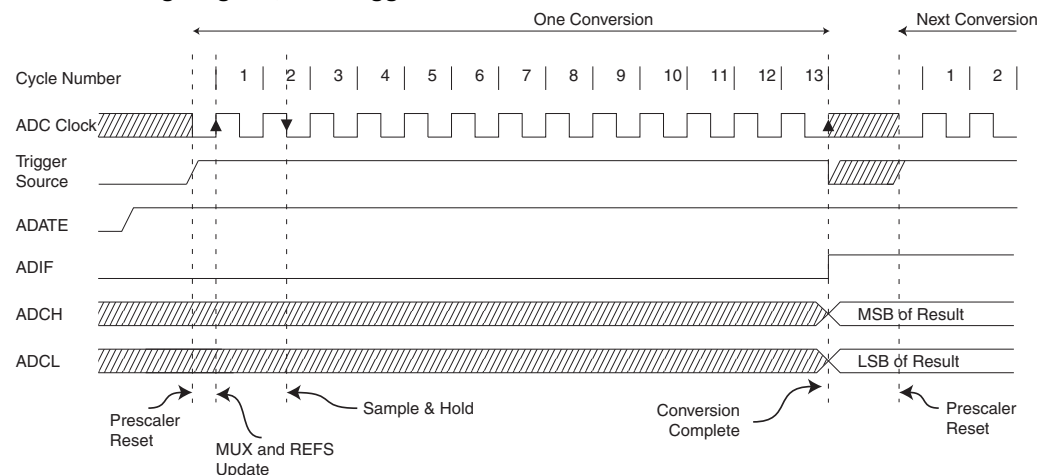 One Conversion Next Conversion
Cycle Number 1 2 3 4 5 6 7 8 9 10 11 12 13 1 2
ADC Clock
Trigger
Source
ADATE
ADIF
ADCH MSB of Result
ADCL LSB of Result
Prescaler
Reset
MUX and REFS
Update
Sample & Hold
Conversion
Complete
Prescaler
Reset